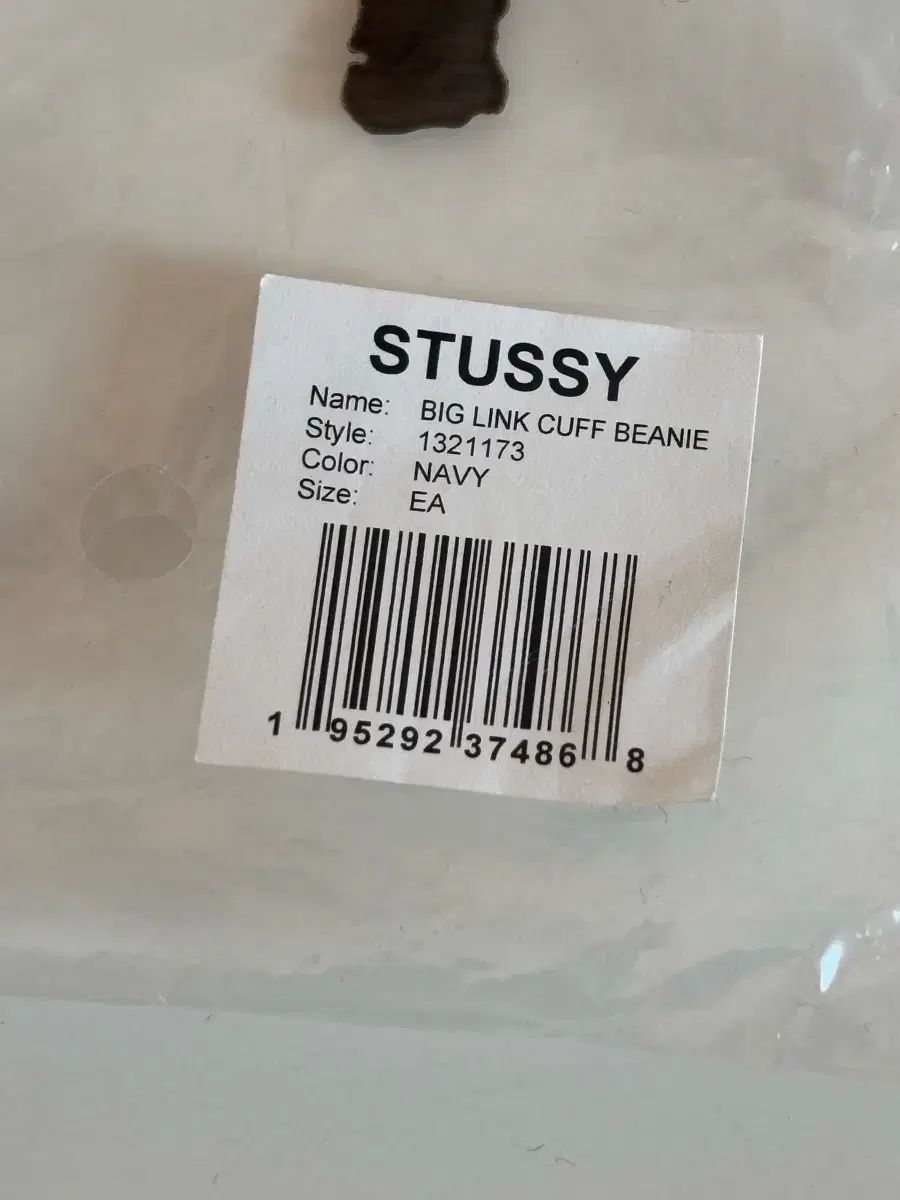 STUSSY
Name: BIG LINK CUFF BEANIE
Style: 1321173
Color: NAVY
Size: EA
1 95292 37486 8